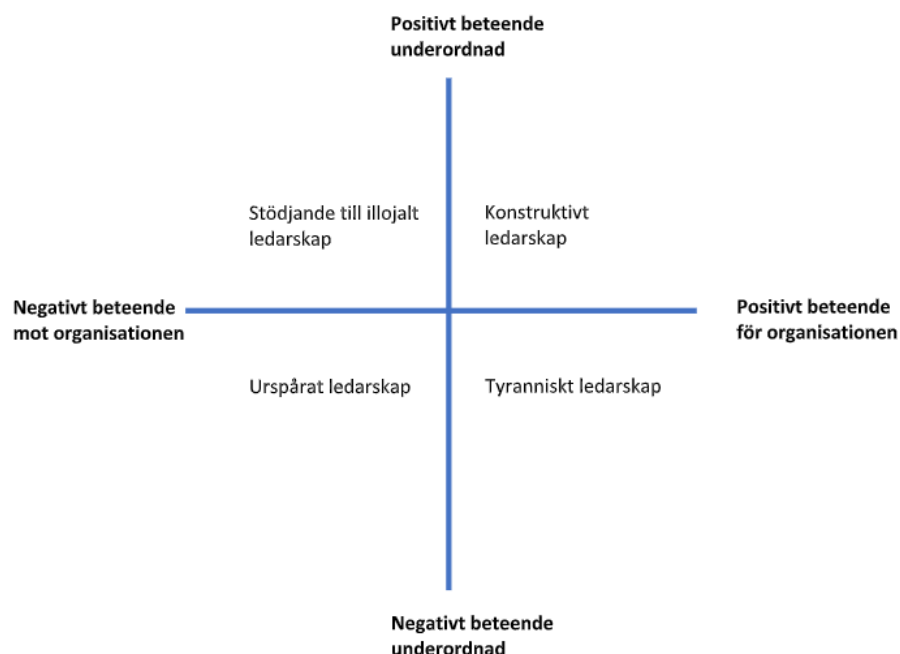 Positivt beteende
underordnad
Stödjande till illojalt
ledarskap
Konstruktivt
ledarskap
Negativt beteende
mot organisationen
Positivt beteende
för organisationen
Urspårat ledarskap
Tyranniskt ledarskap
Negativt beteende
underordnad